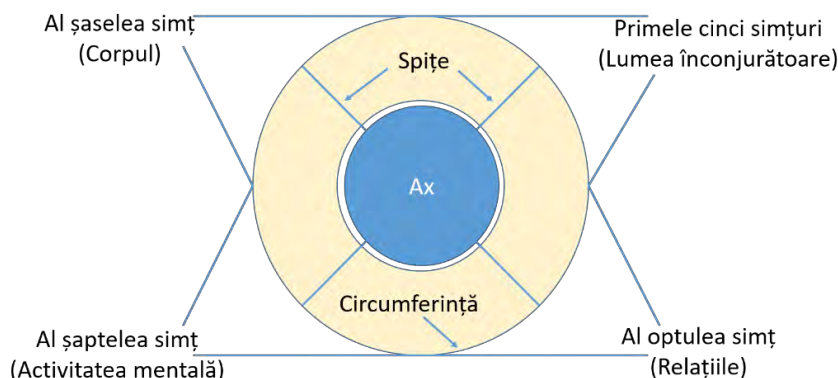 Al șaselea simț
(Corpul)
Primele cinci simțuri
(Lumea înconjurătoare)
Spițe
Ax
Circumferință
Al șaptelea simț
(Activitatea mentală)
Al optulea simț
(Relațiile)